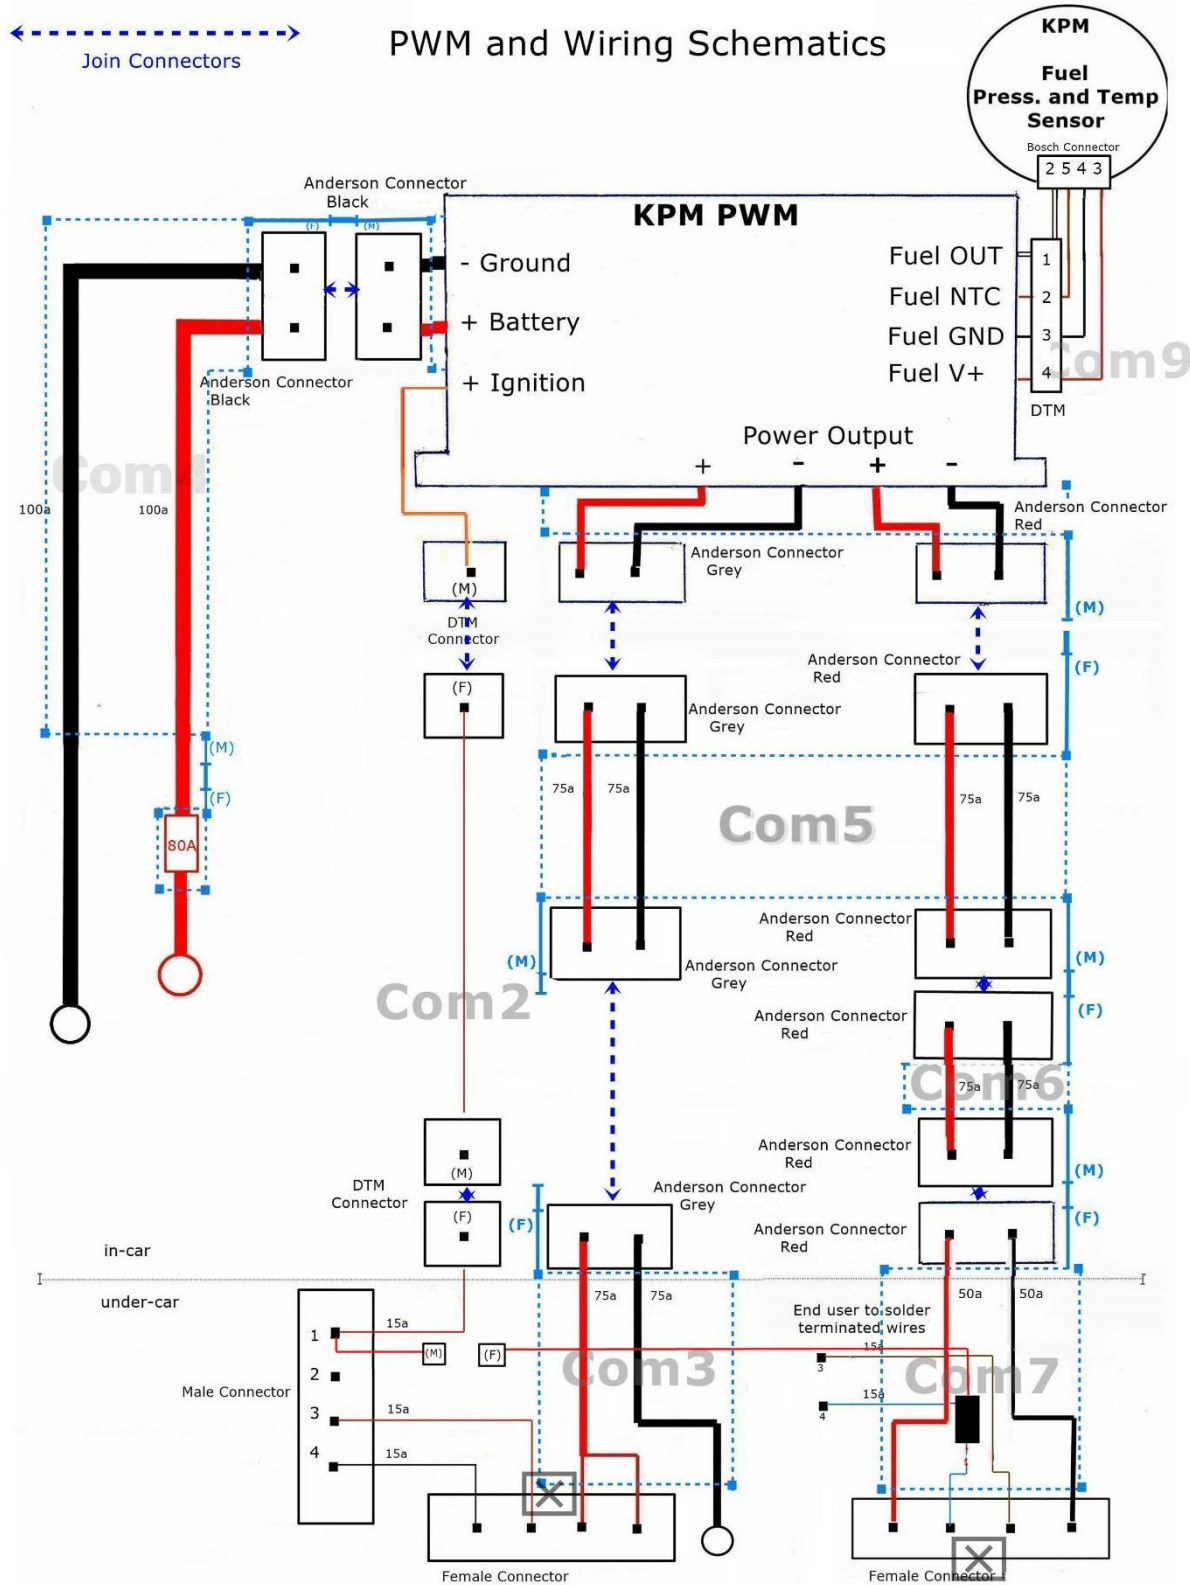 PWM and Wiring Schematics
Join Connectors
KPM
Fuel
Press. and Temp
Sensor
Bosch Connector
2 5 4 3
Anderson Connector
Black
(F)
(M)
KPM PWM
- Ground
+ Battery
+ Ignition
Fuel OUT
Fuel NTC
Fuel GND
Fuel V+
1
2
3
4
DTM
Com9
Anderson Connector
Black
Power Output
+ - + -
Com4
100a
100a
Anderson Connector
Red
Anderson Connector
Grey
(M)
(M)
DTM
Connector
(F)
Anderson Connector
Red
(F)
Anderson Connector
Grey
(M)
(F)
80A
75a
75a
Com5
75a
75a
Anderson Connector
Red
(M)
Anderson Connector
Grey
(M)
Com2
Anderson Connector
Red
(F)
Com6
75a
75a
Anderson Connector
Red
(M)
(M)
DTM
Connector
(F)
Anderson Connector
Grey
(F)
Anderson Connector
Red
(F)
in-car
under-car
75a
75a
50a
50a
End user to solder
terminated wires
1
15a
(M)
(F)
15a
3
2
Com3
Com7
Male Connector
15a
4
3
15a
4
15a
Female Connector
Female Connector